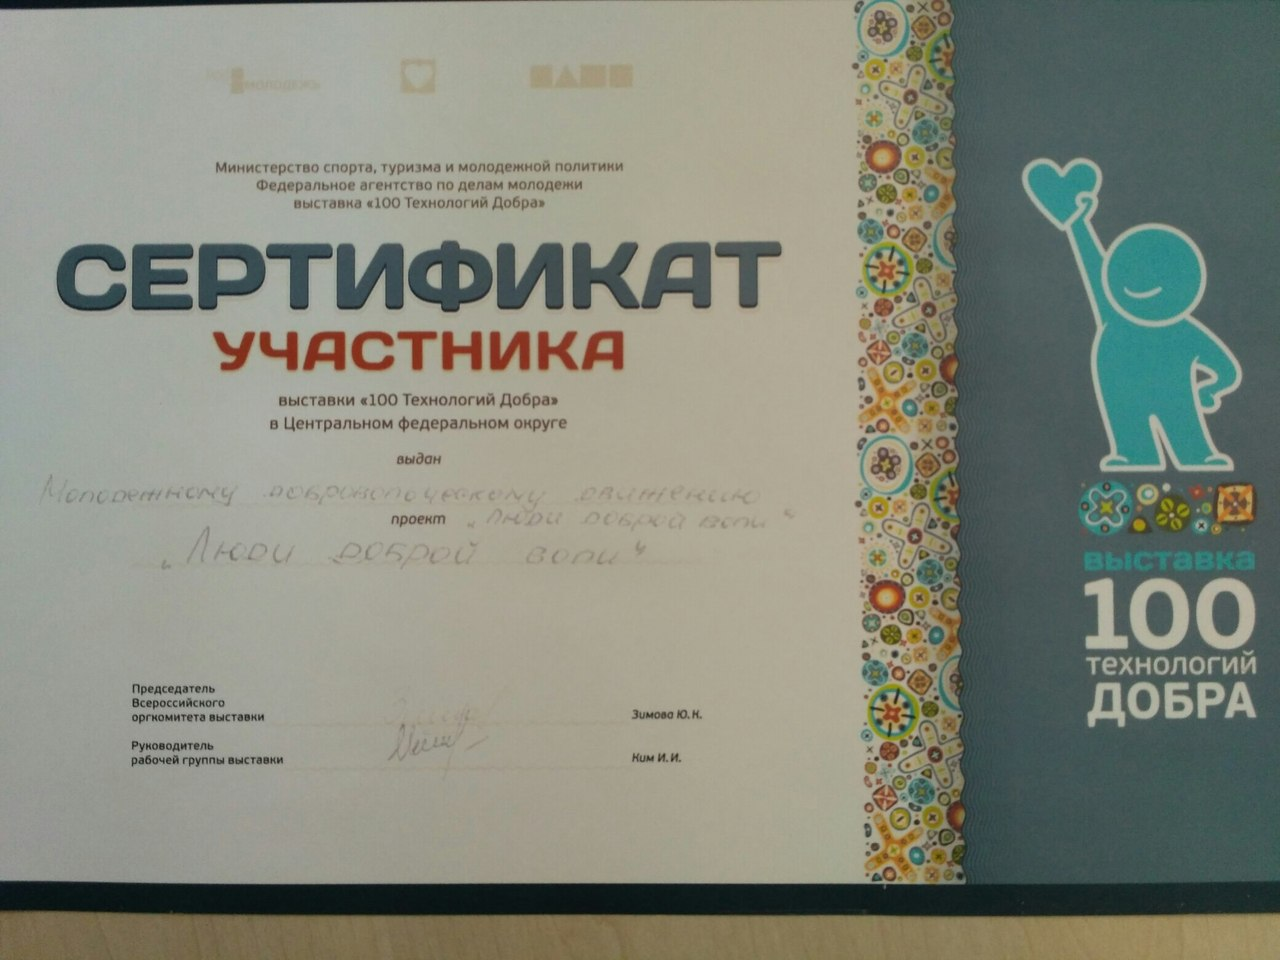 МОЛОДЕЖЬ
Министерство спорта, туризма и молодежной политики
Федеральное агентство по делам молодежи
выставка «100 Технологий Добра»
СЕРТИФИКАТ
УЧАСТНИКА
выставки «100 Технологий Добра»
в Центральном федеральном округе
выдан
Молодежному добровольческому движению
проект „Люди доброй воли“
„Люди доброй воли“
Председатель
Всероссийского
оргкомитета выставки
Зимова Ю. К.
Руководитель
рабочей группы выставки
Ким И. И.
выставка
100
технологий
ДОБРА